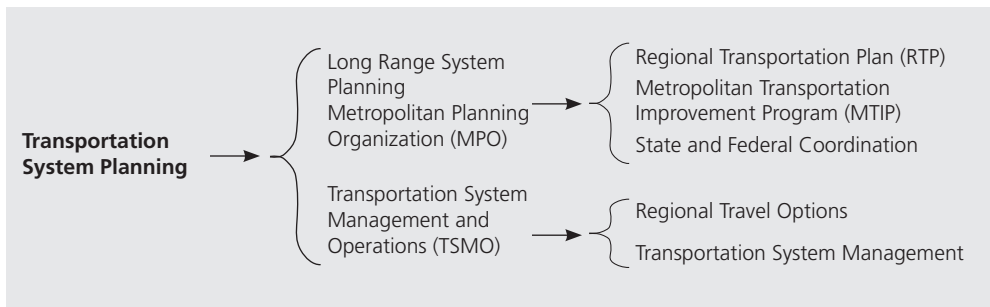 Transportation
System Planning
Long Range System
Planning
Metropolitan Planning
Organization (MPO)
Transportation System
Management and
Operations (TSMO)
Regional Transportation Plan (RTP)
Metropolitan Transportation
Improvement Program (MTIP)
State and Federal Coordination
Regional Travel Options
Transportation System Management